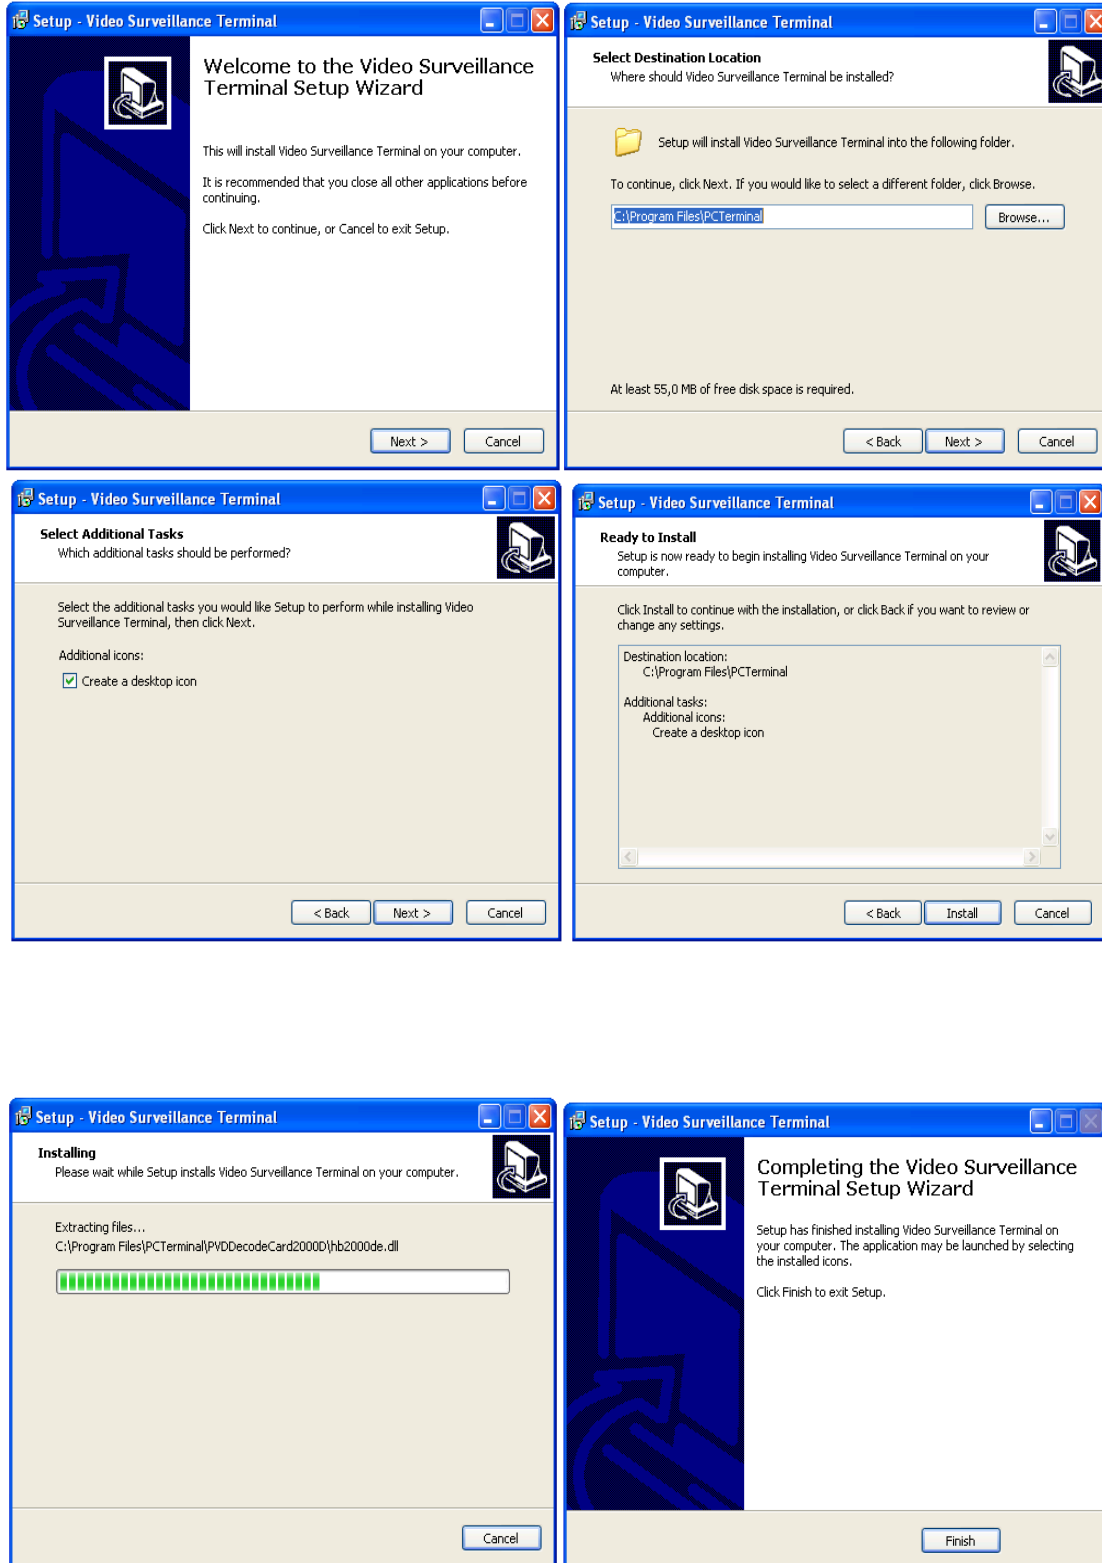 Setup - Video Surveillance Terminal
Welcome to the Video Surveillance
Terminal Setup Wizard
This will install Video Surveillance Terminal on your computer.
It is recommended that you close all other applications before
continuing.
Click Next to continue, or Cancel to exit Setup.
Next >
Cancel
Setup - Video Surveillance Terminal
Select Destination Location
Where should Video Surveillance Terminal be installed?
Setup will install Video Surveillance Terminal into the following folder.
To continue, click Next. If you would like to select a different folder, click Browse.
C:\Program Files\PCTerminal
Browse...
At least 55,0 MB of free disk space is required.
< Back
Next >
Cancel
Setup - Video Surveillance Terminal
Select Additional Tasks
Which additional tasks should be performed?
Select the additional tasks you would like Setup to perform while installing Video
Surveillance Terminal, then click Next.
Additional icons:
Create a desktop icon
< Back
Next >
Cancel
Setup - Video Surveillance Terminal
Ready to Install
Setup is now ready to begin installing Video Surveillance Terminal on your
computer.
Click Install to continue with the installation, or click Back if you want to review or
change any settings.
Destination location:
C:\Program Files\PCTerminal
Additional tasks:
Additional icons:
Create a desktop icon
< Back
Install
Cancel
Setup - Video Surveillance Terminal
Installing
Please wait while Setup installs Video Surveillance Terminal on your computer.
Extracting files...
C:\Program Files\PCTerminal\PVDDecodeCard2000D\hb2000de.dll
Cancel
Setup - Video Surveillance Terminal
Completing the Video Surveillance
Terminal Setup Wizard
Setup has finished installing Video Surveillance Terminal on
your computer. The application may be launched by selecting
the installed icons.
Click Finish to exit Setup.
Finish